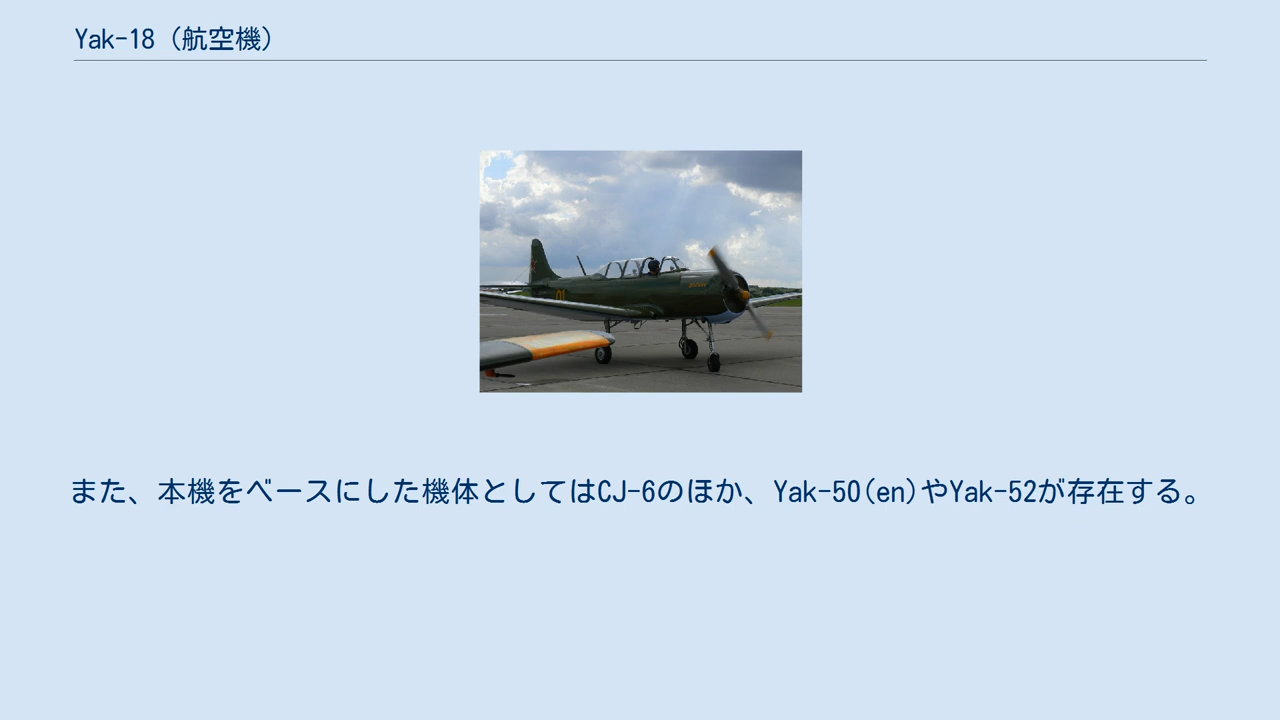 Yak-18（航空機）
また、本機をベースにした機体としてはCJ-6のほか、Yak-50(en)やYak-52が存在する。